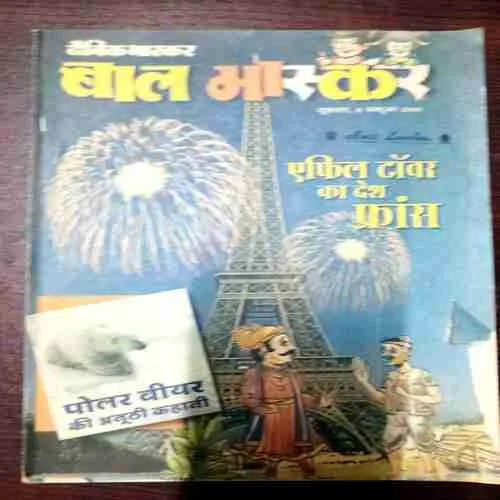 दैनिक भास्कर
बाल भास्कर
एफिल टॉवर
का देश
फ्रांस
पोलर बीयर
की अनूठी कहानी